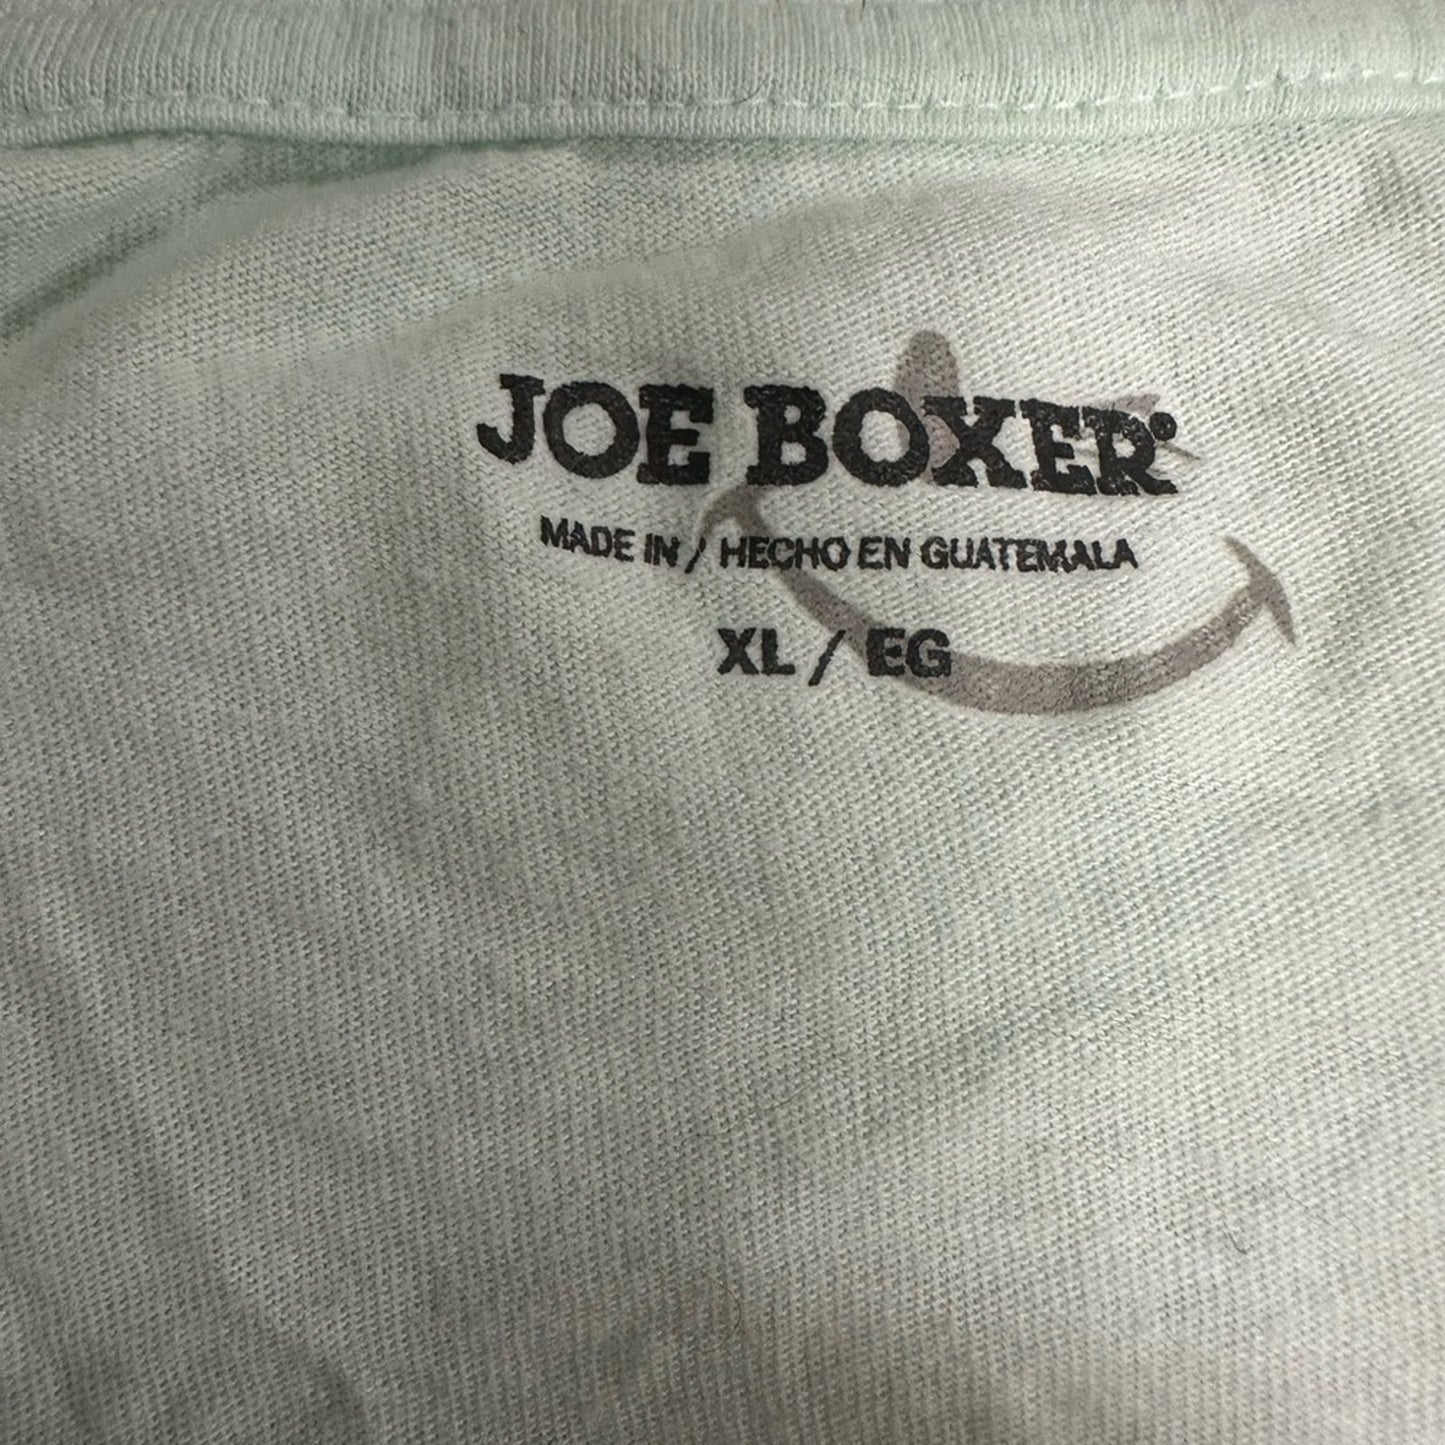 JOE BOXER®
MADE IN / HECHO EN GUATEMALA
XL / EG